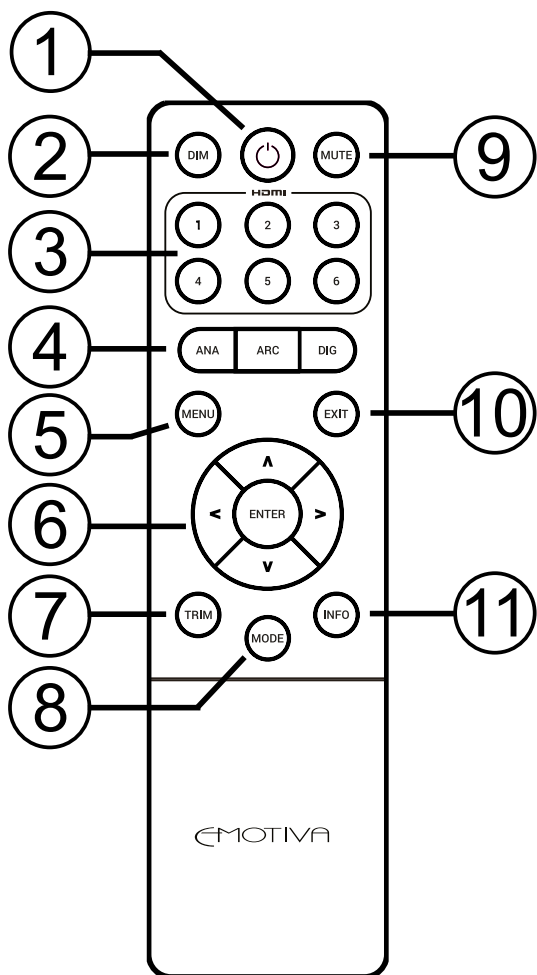 1
2 DIM MUTE 9
HDMI
3 1 2 3
4 5 6
4 ANA ARC DIG
5 MENU EXIT 10
∧
6 < ENTER >
∨
7 TRIM INFO 11
MODE
8
EMOTIVA